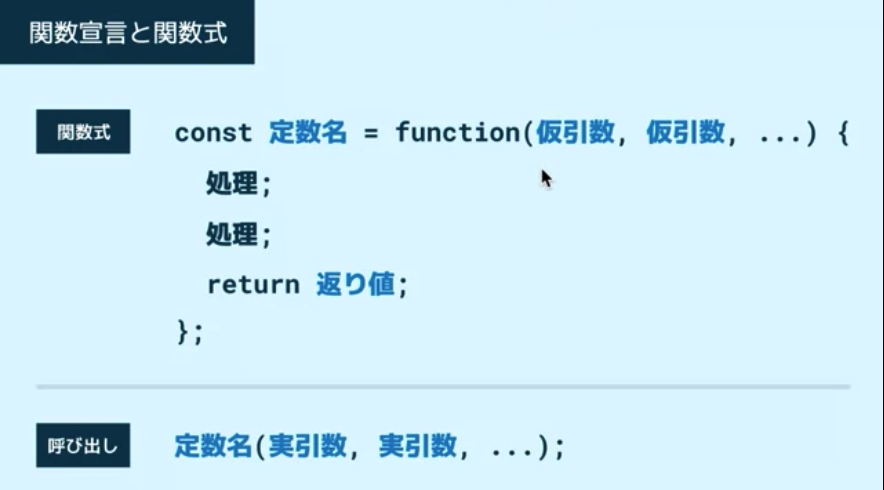 関数宣言と関数式
関数式
const 定数名 = function(仮引数, 仮引数, ...) {
処理;
処理;
return 返り値;
};
呼び出し
定数名(実引数, 実引数, ...);